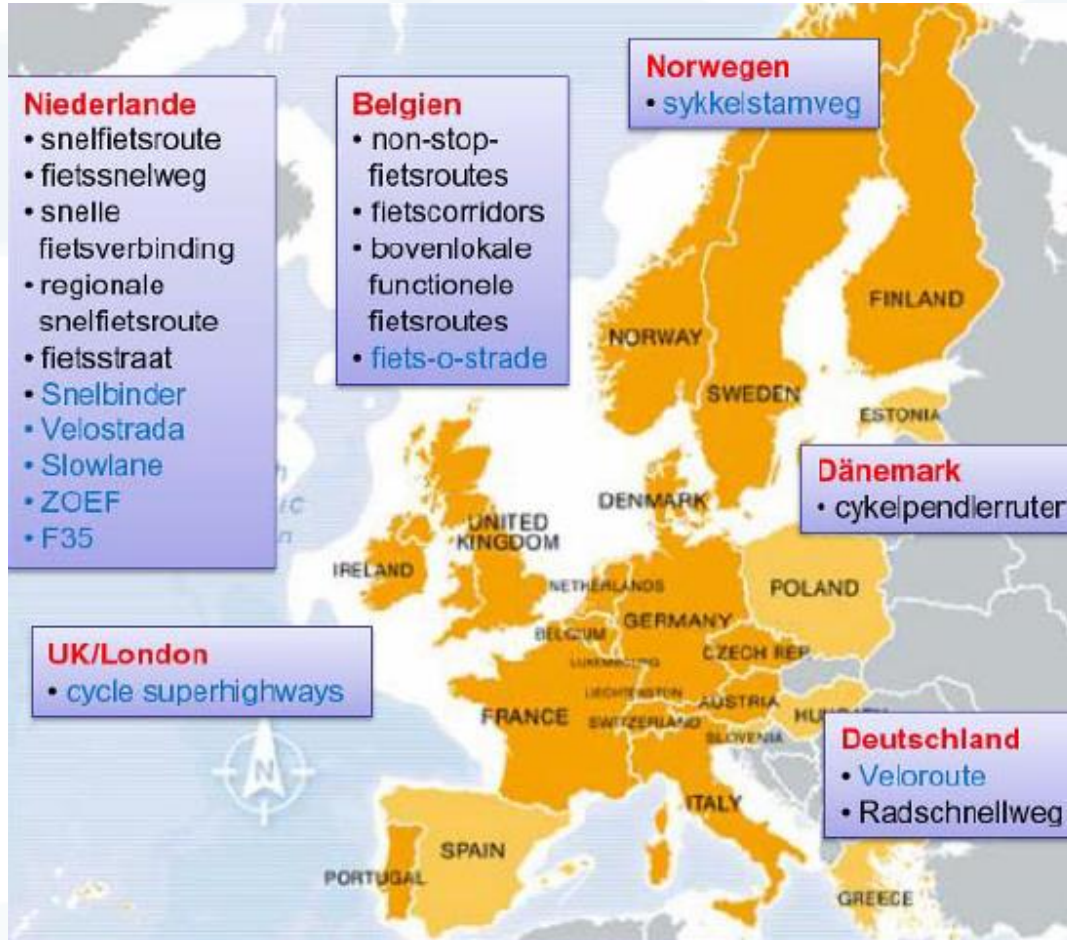 Niederlande
• snelfietsroute
• fietssnelweg
• snelle
fietsverbinding
• regionale
snelfietsroute
• fietsstraat
• Snelbinder
• Velostrada
• Slowlane
• ZOEF
• F35
Belgien
• non-stop-
fietsroutes
• fietscorridors
• bovenlokale
functionele
fietsroutes
• fiets-o-strade
Norwegen
• sykkelstamveg
FINLAND
NORWAY
SWEDEN
ESTONIA
Dänemark
• cykelpendlerruter
DENMARK
UNITED
KINGDOM
IRELAND
NETHERLANDS
POLAND
GERMANY
BELGIUM
CZECH REP
LUXEMBOURG
UK/London
• cycle superhighways
LIECHTENSTEIN
AUSTRIA
FRANCE
SWITZERLAND
SLOVENIA
Deutschland
• Veloroute
• Radschnellweg
N
ITALY
SPAIN
PORTUGAL
GREECE